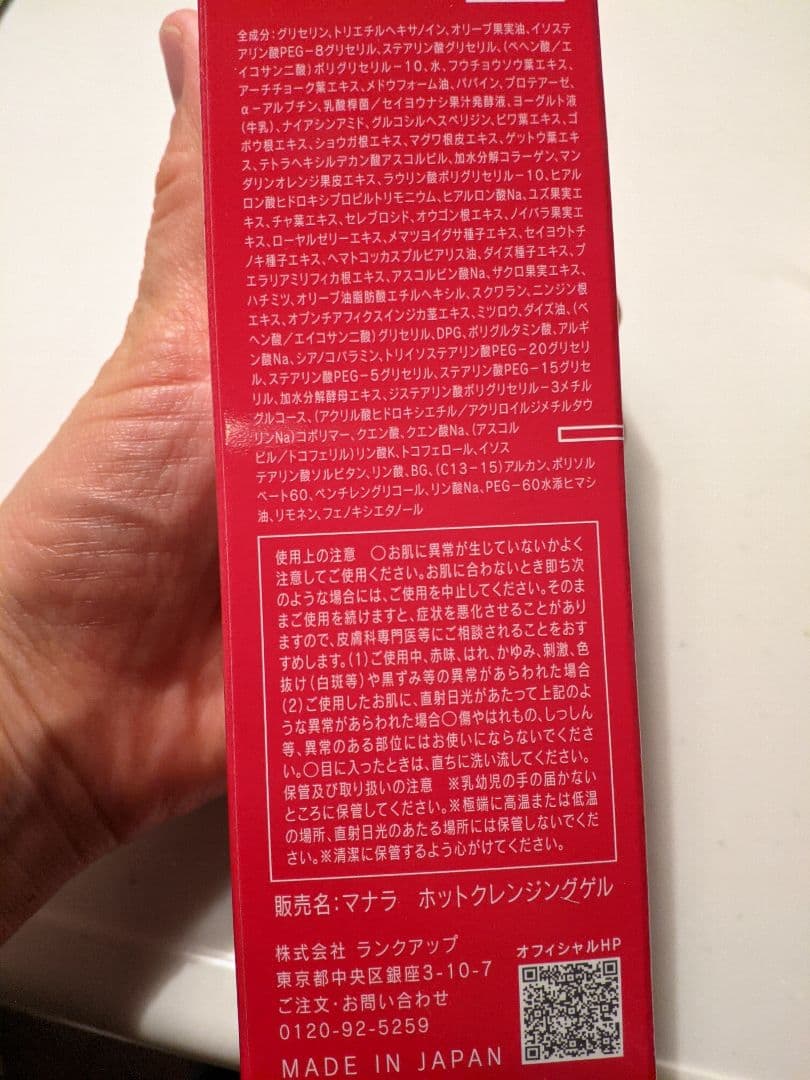 全成分：グリセリン、トリエチルヘキサノイン、オリーブ果実油、イソステ
アリン酸PEG-8グリセリル、ステアリン酸グリセリル、(ベヘン酸／エ
イコサン二酸)ポリグリセリル-10、水、フウチョウソウ葉エキス、
アーチチョーク葉エキス、メドウフォーム油、パパイン、プロテアーゼ、
α-アルブチン、乳酸桿菌／セイヨウナシ果汁発酵液、ヨーグルト液
(牛乳)、ナイアシンアミド、グルコシルヘスペリジン、ビワ葉エキス、ゴ
ボウ根エキス、ショウガ根エキス、マグワ根皮エキス、ゲットウ葉エキ
ス、テトラヘキシルデカン酸アスコルビル、加水分解コラーゲン、マン
ダリンオレンジ果皮エキス、ラウリン酸ポリグリセリル-10、ヒアル
ロン酸ヒドロキシプロピルトリモニウム、ヒアルロン酸Na、ユズ果実エ
キス、チャ葉エキス、セレブロシド、オウゴン根エキス、ノイバラ果実エ
キス、ローヤルゼリーエキス、メマツヨイグサ種子エキス、セイヨウトチ
ノキ種子エキス、ヘマトコッカスプルビアリス油、ダイズ種子エキス、プ
エラリアミリフィカ根エキス、アスコルビン酸Na、ザクロ果実エキス、
ハチミツ、オリーブ油脂肪酸エチルヘキシル、スクワラン、ニンジン根
エキス、オプンチアフィクスインジカ茎エキス、ミツロウ、ダイズ油、(ベ
ヘン酸／エイコサン二酸)グリセリル、DPG、ポリグルタミン酸、アルギ
ン酸Na、シアノコバラミン、トリイソステアリン酸PEG-20グリセリ
ル、ステアリン酸PEG-5グリセリル、ステアリン酸PEG-15グリセ
リル、加水分解酵母エキス、ジステアリン酸ポリグリセリル-3メチル
グルコース、(アクリル酸ヒドロキシエチル／アクリロイルジメチルタウ
リンNa)コポリマー、クエン酸、クエン酸Na、(アスコル
ビル／トコフェリル)リン酸K、トコフェロール、イソス
テアリン酸ソルビタン、リン酸、BG、(C13-15)アルカン、ポリソル
ベート60、ペンチレングリコール、リン酸Na、PEG-60水添ヒマシ
油、リモネン、フェノキシエタノール
使用上の注意　○お肌に異常が生じていないかよく
注意してご使用ください。お肌に合わないとき即ち次
のような場合には、ご使用を中止してください。そのま
まご使用を続けますと、症状を悪化させることがあり
ますので、皮膚科専門医等にご相談されることをおす
すめします。(1)ご使用中、赤味、はれ、かゆみ、刺激、色
抜け(白斑等)や黒ずみ等の異常があらわれた場合
(2)ご使用したお肌に、直射日光があたって上記のよ
うな異常があらわれた場合○傷やはれもの、しっしん
等、異常のある部位にはお使いにならないでくださ
い。○目に入ったときは、直ちに洗い流してください。
保管及び取り扱いの注意　※乳幼児の手の届かない
ところに保管してください。※極端に高温または低温
の場所、直射日光のあたる場所には保管しないでくだ
さい。※清潔に保管するよう心がけてください。
販売名：マナラ　ホットクレンジングゲル
株式会社 ランクアップ
東京都中央区銀座3-10-7
ご注文・お問い合わせ
0120-92-5259
MADE IN JAPAN
オフィシャルHP